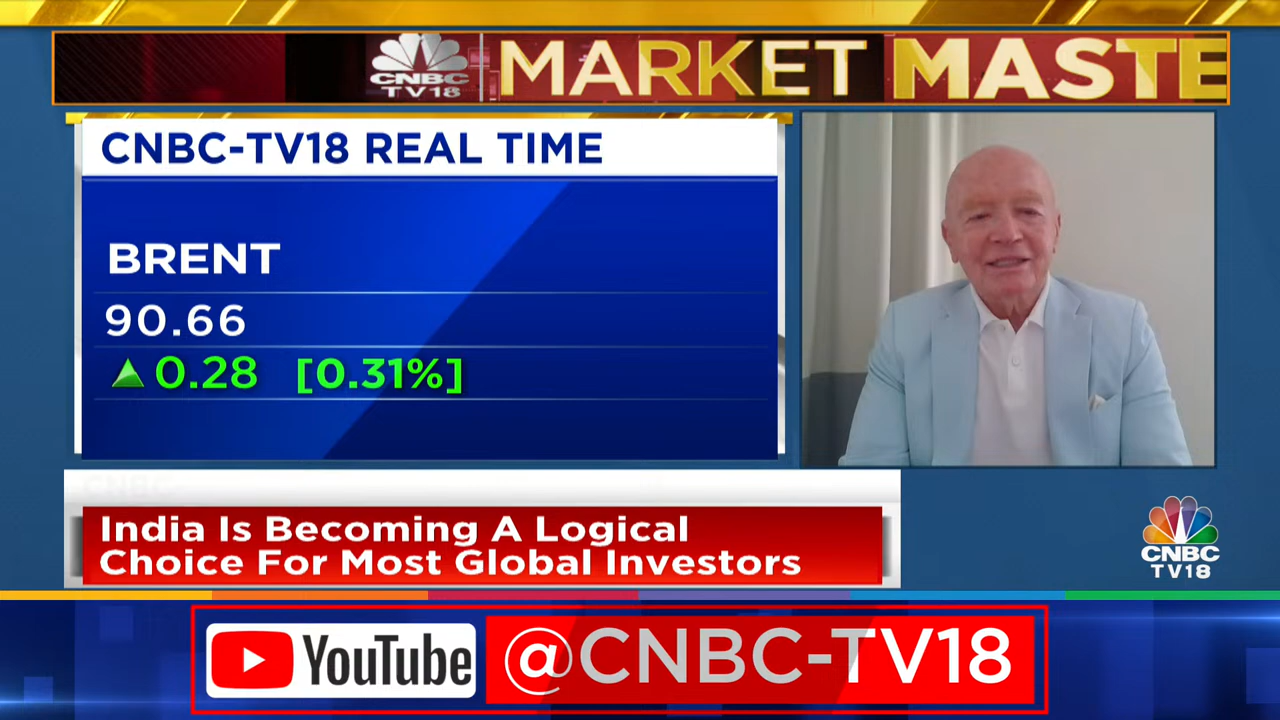 CNBC TV18 MARKET MASTE
CNBC-TV18 REAL TIME
BRENT
90.66
▲ 0.28 [0.31%]
India Is Becoming A Logical
Choice For Most Global Investors
CNBC
TV18
YouTube @CNBC-TV18